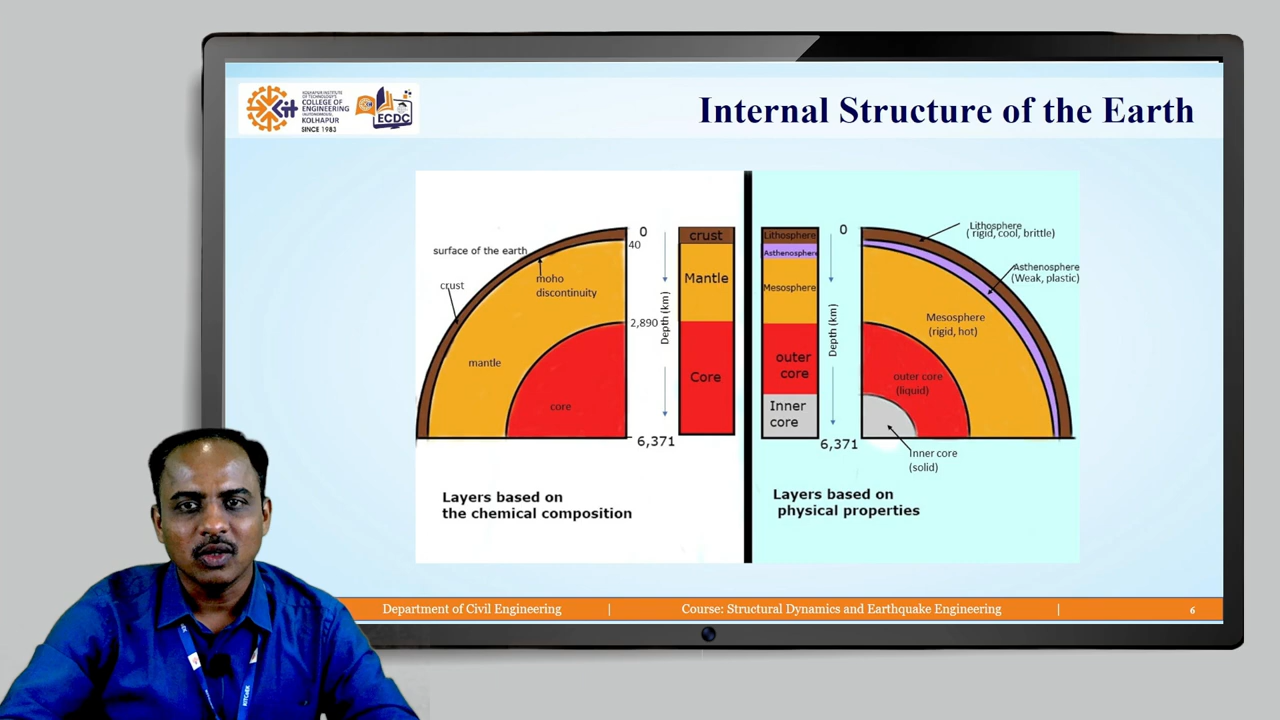 KOLHAPUR INSTITUTE
OF TECHNOLOGY'S
COLLEGE OF
ENGINEERING
(AUTONOMOUS),
KOLHAPUR
SINCE 1983
Kit
ECDC
Internal Structure of the Earth
surface of the earth
crust
moho
discontinuity
mantle
core
0
40
2,890
6,371
Depth (km)
crust
Mantle
Core
Layers based on
the chemical composition
Lithosphere
Asthenosphere
Mesosphere
outer
core
Inner
core
0
Depth (km)
6,371
Lithosphere
( rigid, cool, brittle)
Asthenosphere
(Weak, plastic)
Mesosphere
(rigid, hot)
outer core
(liquid)
Inner core
(solid)
Layers based on
physical properties
Department of Civil Engineering | Course: Structural Dynamics and Earthquake Engineering | 6